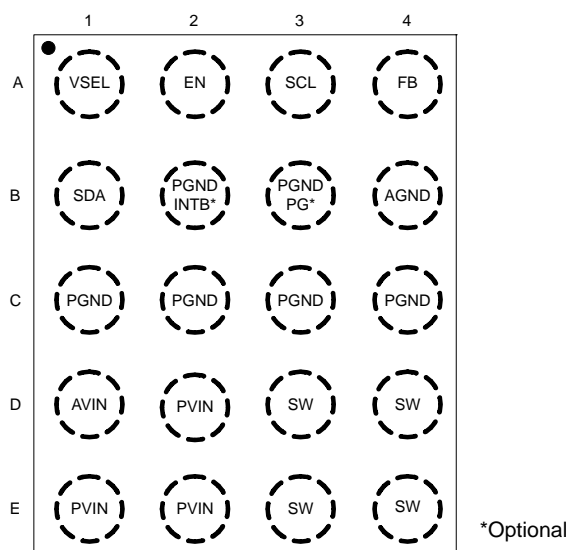 1 2 3 4
A VSEL EN SCL FB
B SDA PGND INTB* PGND PG* AGND
C PGND PGND PGND PGND
D AVIN PVIN SW SW
E PVIN PVIN SW SW
*Optional